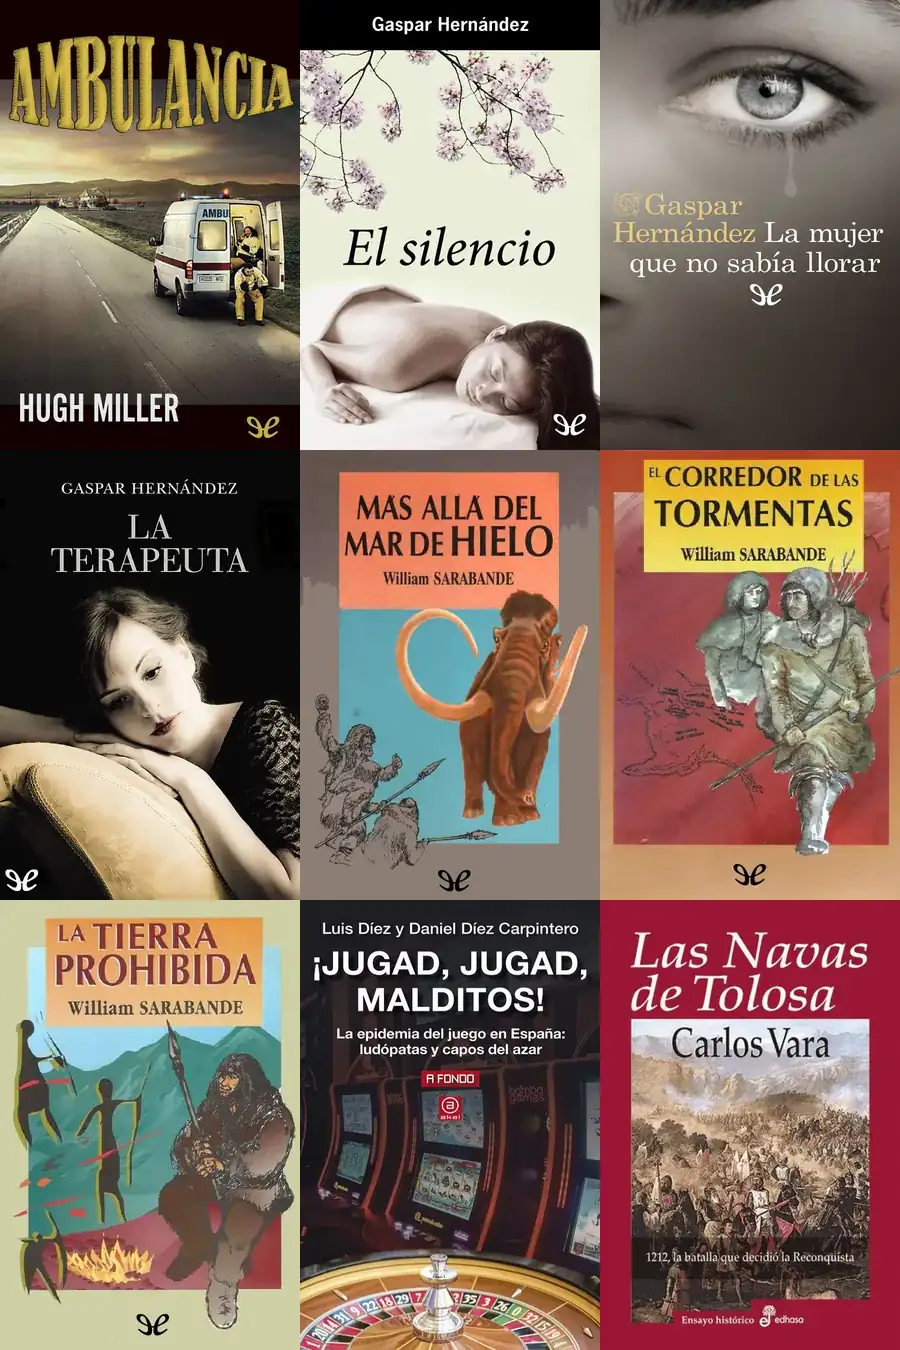 AMBULANCIA
AMBU
HUGH MILLER
Gaspar Hernández
El silencio
Gaspar
Hernández La mujer
que no sabía llorar
GASPAR HERNÁNDEZ
LA
TERAPEUTA
MÁS ALLÁ DEL
MAR DE HIELO
William SARABANDE
EL CORREDOR DE LAS
TORMENTAS
William SARABANDE
LA TIERRA
PROHIBIDA
William SARABANDE
Luis Díez y Daniel Díez Carpintero
¡JUGAD, JUGAD,
MALDITOS!
La epidemia del juego en España:
ludópatas y capos del azar
A FONDO
akal
Las Navas
de Tolosa
Carlos Vara
1212, la batalla que decidió la Reconquista
Ensayo histórico edhasa